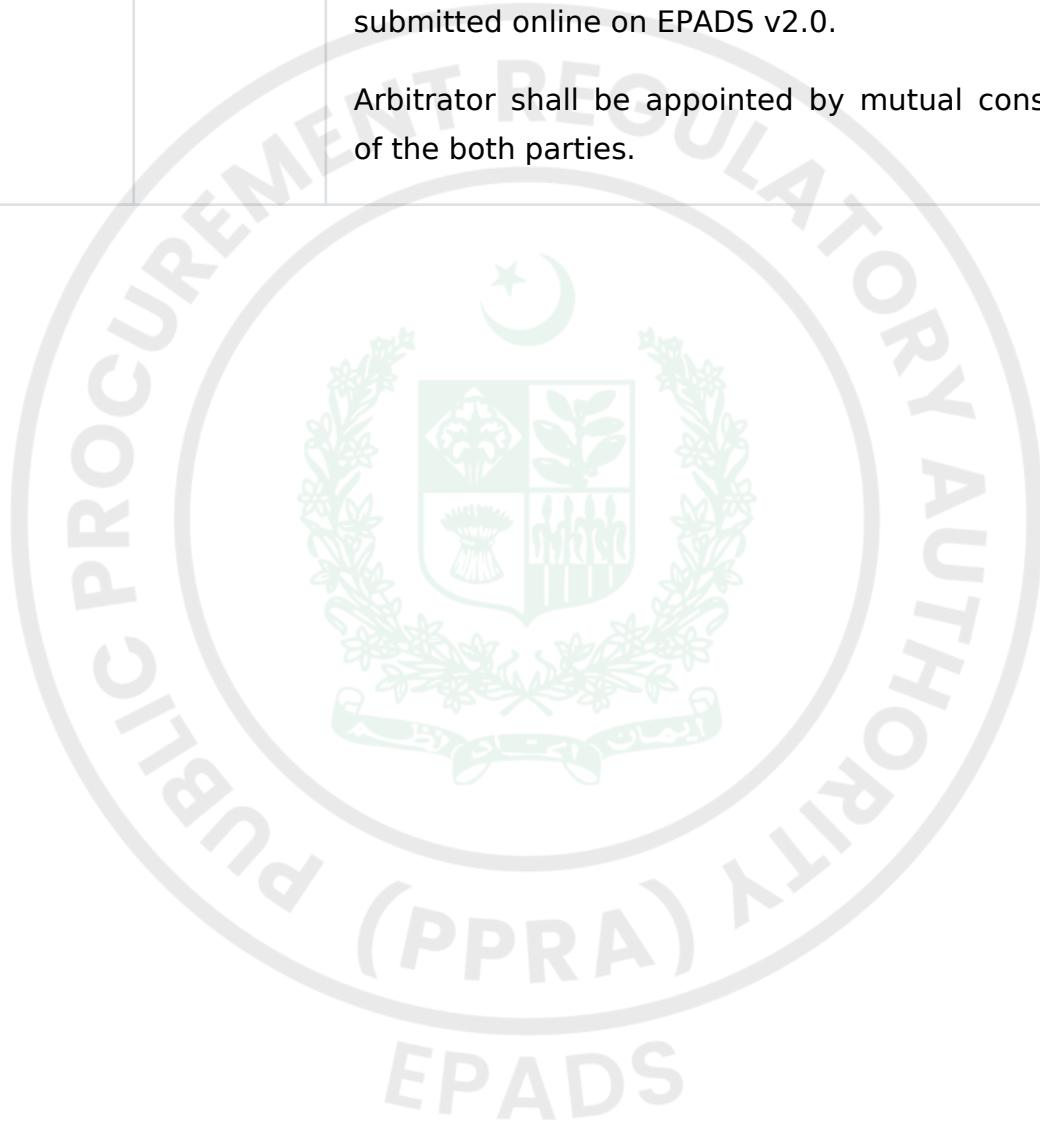 submitted online on EPADS v2.0.
Arbitrator shall be appointed by mutual cons
of the both parties.
PUBLIC PROCUREMENT REGULATORY AUTHORITY
(PPRA)
EPADS